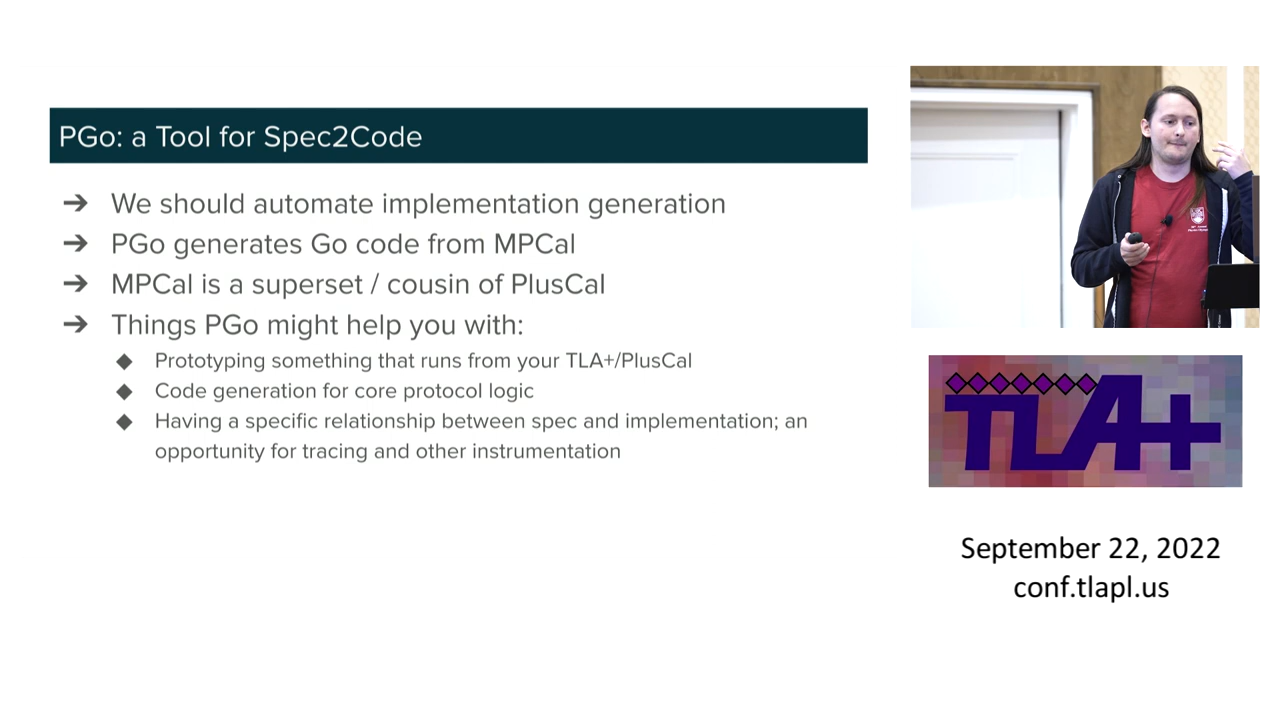 PGo: a Tool for Spec2Code
➔ We should automate implementation generation
➔ PGo generates Go code from MPCal
➔ MPCal is a superset / cousin of PlusCal
➔ Things PGo might help you with:
◆ Prototyping something that runs from your TLA+/PlusCal
◆ Code generation for core protocol logic
◆ Having a specific relationship between spec and implementation; an
opportunity for tracing and other instrumentation
TLA+
September 22, 2022
conf.tlapl.us